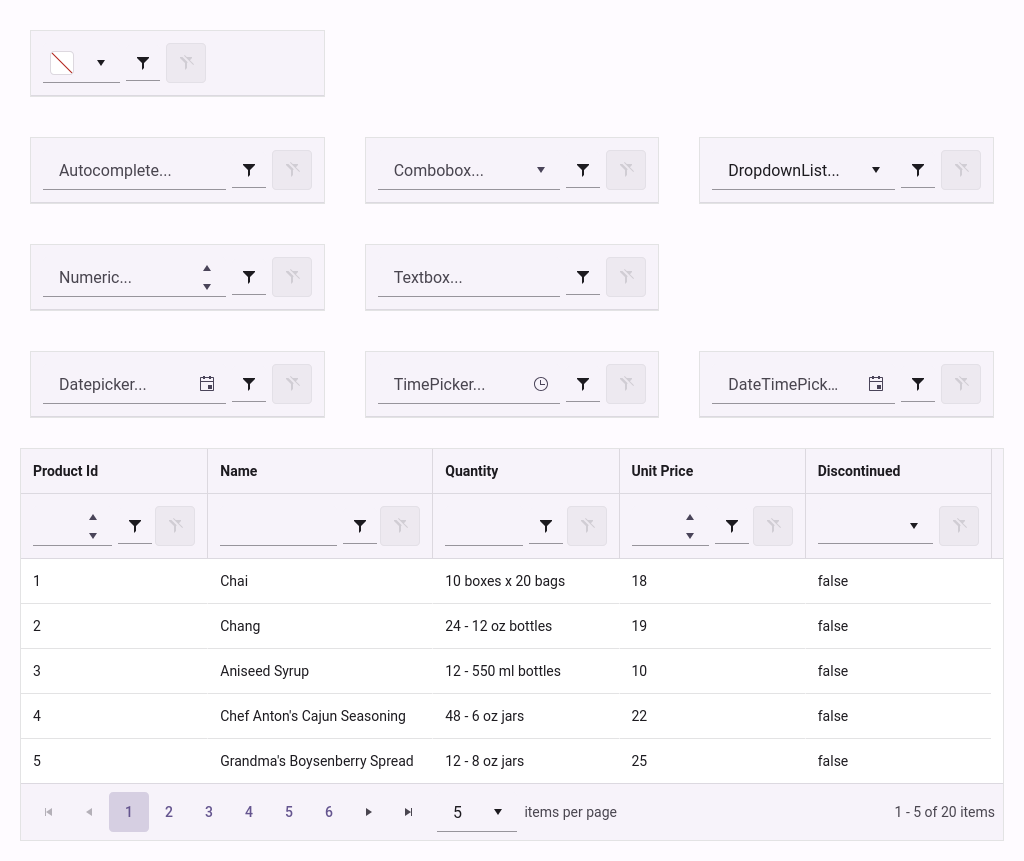 Autocomplete... Combobox... DropdownList...
Numeric... Textbox...
Datepicker... TimePicker... DateTimePick...
Product Id Name Quantity Unit Price Discontinued
1 Chai 10 boxes x 20 bags 18 false
2 Chang 24 - 12 oz bottles 19 false
3 Aniseed Syrup 12 - 550 ml bottles 10 false
4 Chef Anton's Cajun Seasoning 48 - 6 oz jars 22 false
5 Grandma's Boysenberry Spread 12 - 8 oz jars 25 false
1 2 3 4 5 6 5 items per page 1 - 5 of 20 items